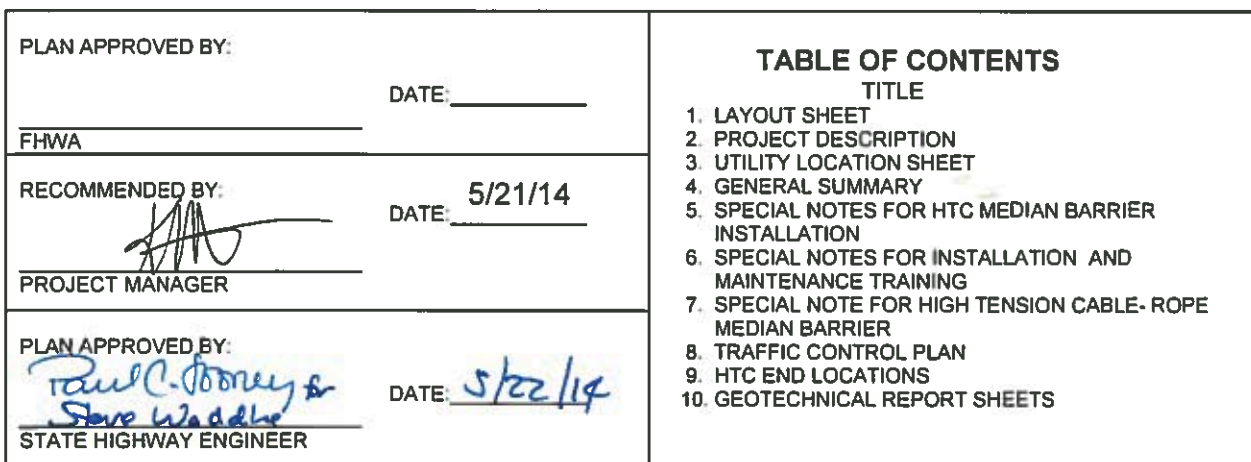 PLAN APPROVED BY:
DATE:
FHWA
RECOMMENDED BY:
DATE: 5/21/14
PROJECT MANAGER
PLAN APPROVED BY:
Paul C. Looney for
Steve Waddle
DATE: 5/22/14
STATE HIGHWAY ENGINEER
TABLE OF CONTENTS
TITLE
1. LAYOUT SHEET
2. PROJECT DESCRIPTION
3. UTILITY LOCATION SHEET
4. GENERAL SUMMARY
5. SPECIAL NOTES FOR HTC MEDIAN BARRIER
INSTALLATION
6. SPECIAL NOTES FOR INSTALLATION AND
MAINTENANCE TRAINING
7. SPECIAL NOTE FOR HIGH TENSION CABLE- ROPE
MEDIAN BARRIER
8. TRAFFIC CONTROL PLAN
9. HTC END LOCATIONS
10. GEOTECHNICAL REPORT SHEETS